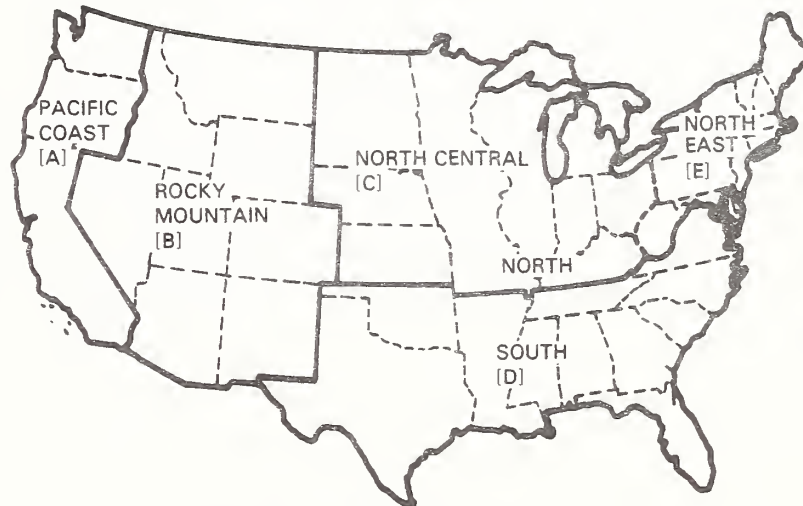 PACIFIC
COAST
[A]
ROCKY
MOUNTAIN
[B]
NORTH CENTRAL
[C]
NORTH
SOUTH
[D]
NORTH
EAST
[E]